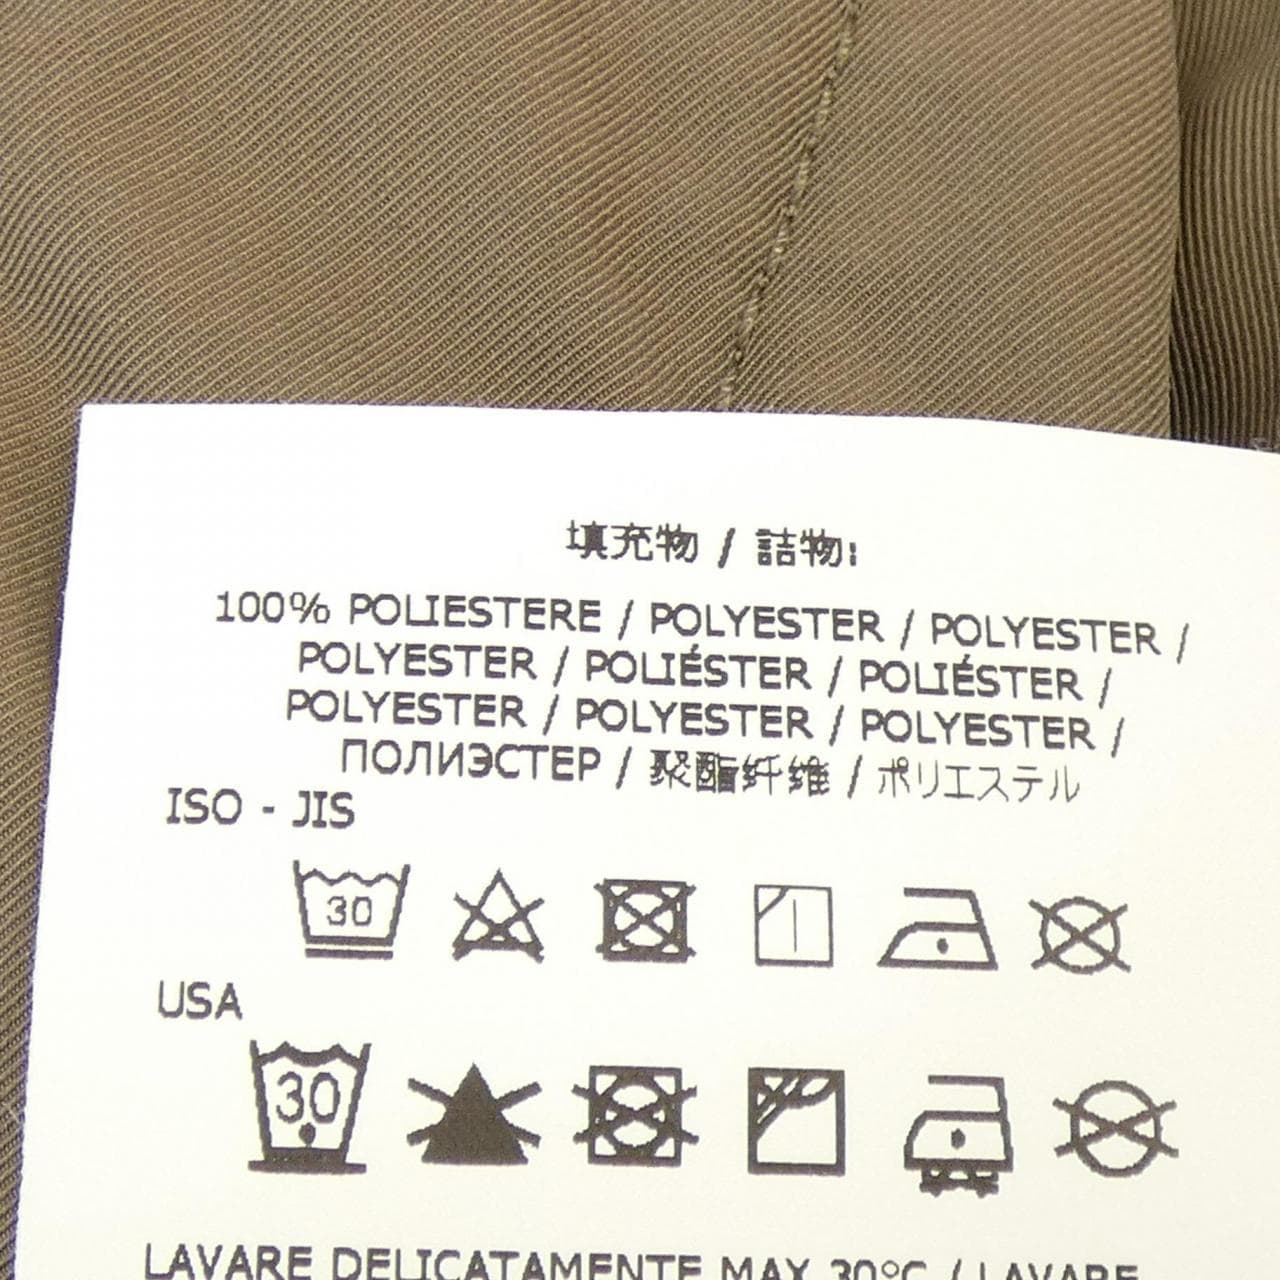 填充物 / 詰物:
100% POLIESTERE / POLYESTER / POLYESTER /
POLYESTER / POLIÉSTER / POLIÉSTER /
POLYESTER / POLYESTER / POLYESTER /
ПОЛИЭСТЕР / 聚酯纤维 / ポリエステル
ISO - JIS
30
USA
30
LAVARE DELICATAMENTE MAX 30°C / LAVARE